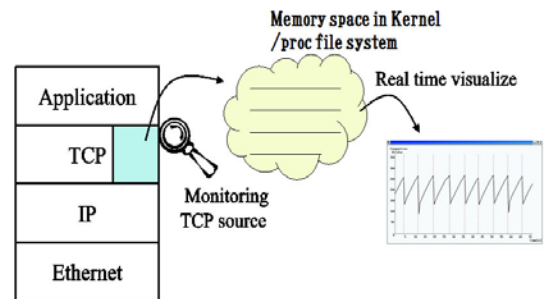 Memory space in Kernel
/proc file system
Real time visualize
Application
TCP
IP
Ethernet
Monitoring
TCP source